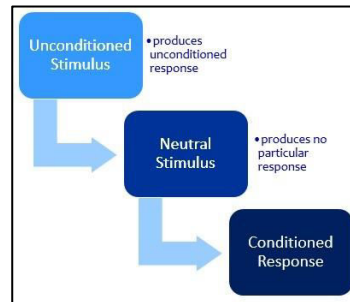 Unconditioned
Stimulus
•produces
unconditioned
response
Neutral
Stimulus
•produces no
particular
response
Conditioned
Response